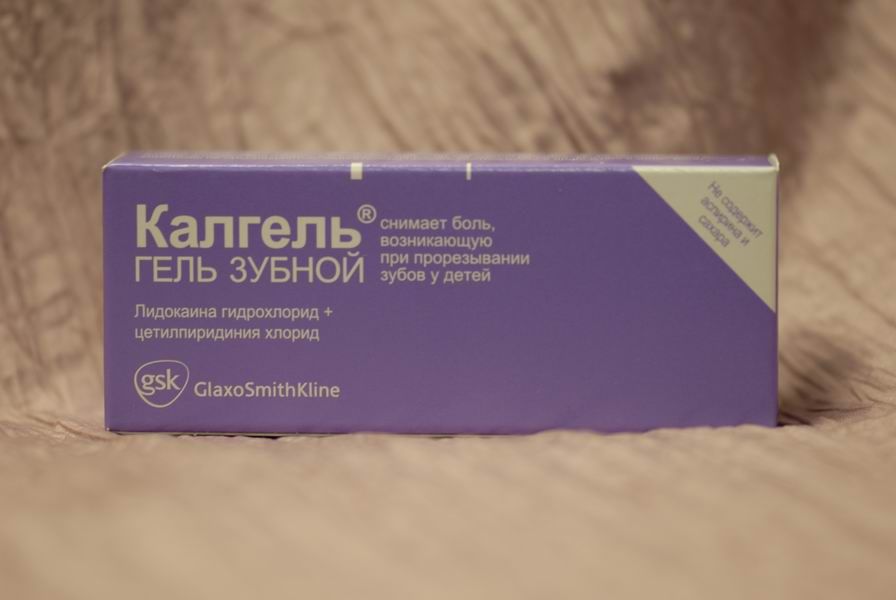 Калгель®
ГЕЛЬ ЗУБНОЙ
снимает боль,
возникающую
при прорезывании
зубов у детей
Лидокаина гидрохлорид +
цетилпиридиния хлорид
gsk GlaxoSmithKline
Не содержит
аспирина и
сахара